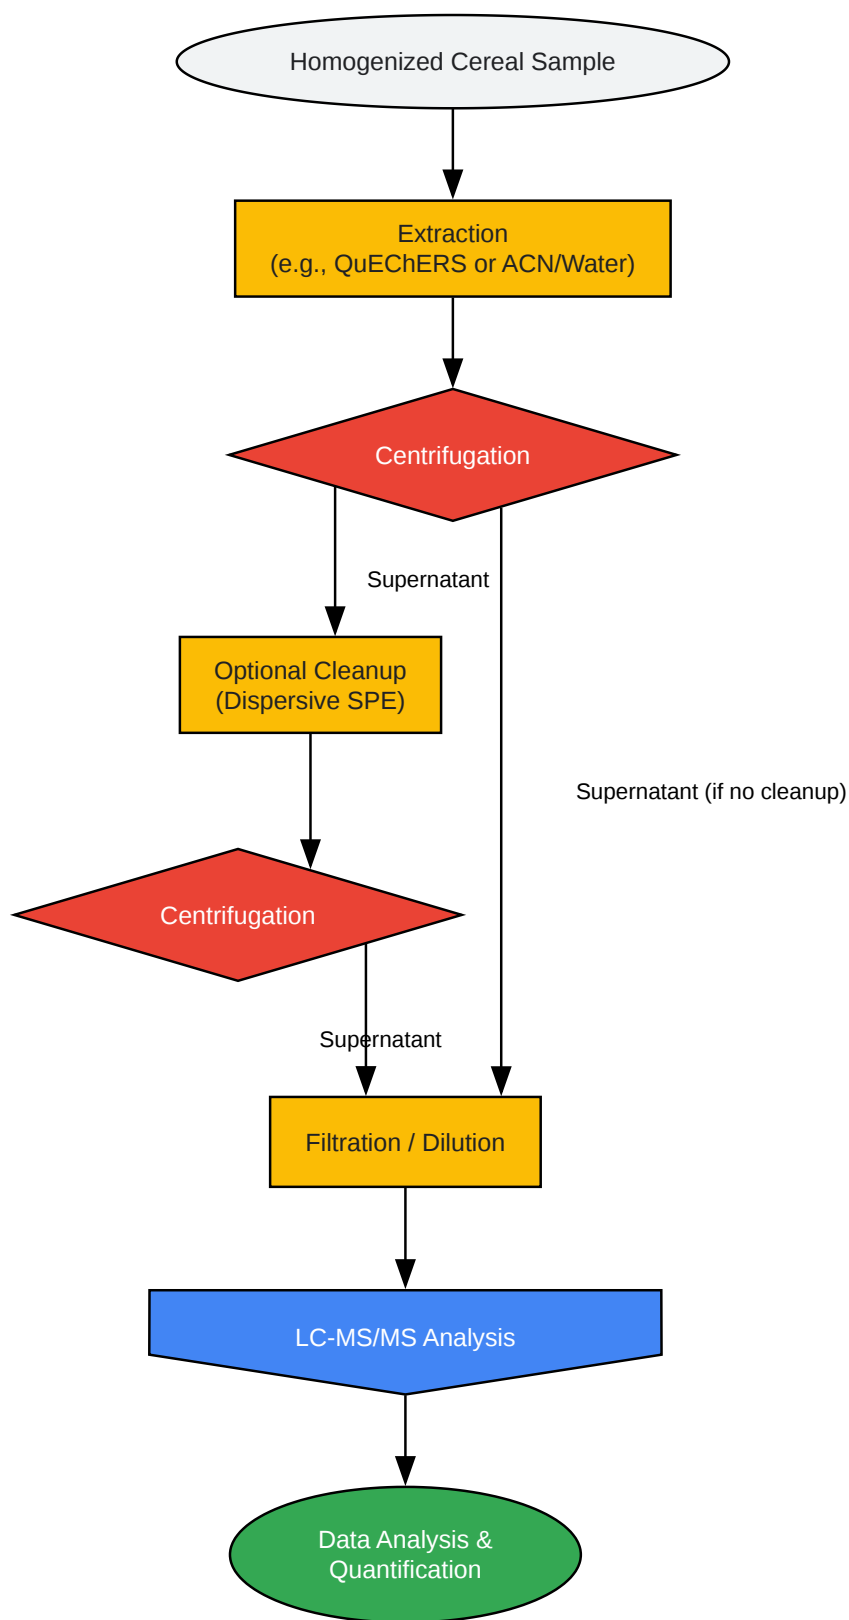 Homogenized Cereal Sample
Extraction
(e.g., QuEChERS or ACN/Water)
Centrifugation
Supernatant
Optional Cleanup
(Dispersive SPE)
Supernatant (if no cleanup)
Centrifugation
Supernatant
Filtration / Dilution
LC-MS/MS Analysis
Data Analysis &
Quantification